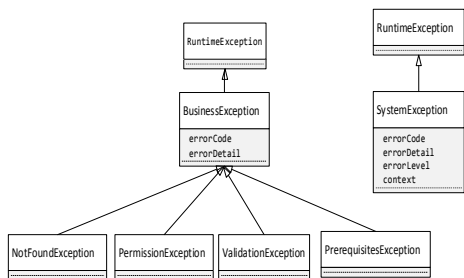 RuntimeException
RuntimeException
BusinessException
errorCode
errorDetail
SystemException
errorCode
errorDetail
errorLevel
context
NotFoundException
PermissionException
ValidationException
PrerequisitesException